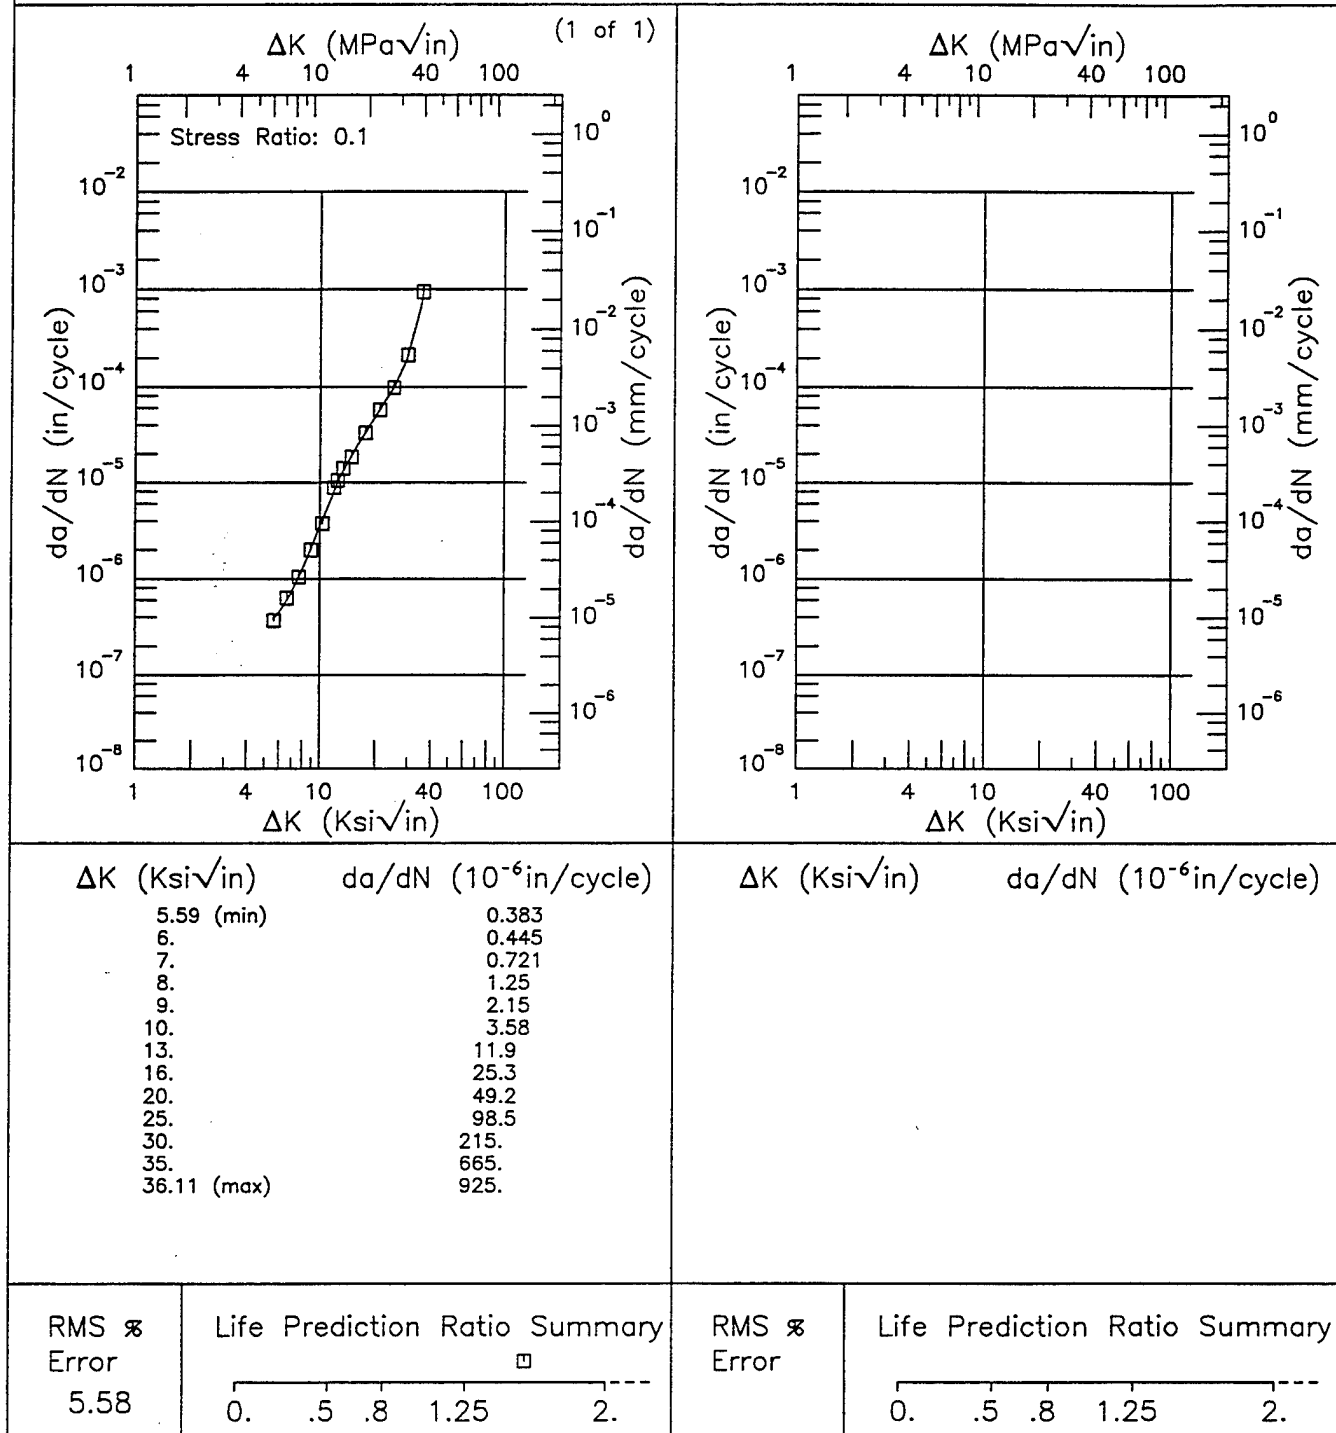 (1 of 1)
ΔK (MPa√in)
1 4 10 40 100
Stress Ratio: 0.1
10⁰
10⁻²
10⁻¹
10⁻³
10⁻²
10⁻⁴
10⁻³
10⁻⁵
10⁻⁴
10⁻⁶
10⁻⁵
10⁻⁷
10⁻⁶
10⁻⁸
da/dN (in/cycle)
da/dN (mm/cycle)
1 4 10 40 100
ΔK (Ksi√in)
ΔK (MPa√in)
1 4 10 40 100
10⁰
10⁻²
10⁻¹
10⁻³
10⁻²
10⁻⁴
10⁻³
10⁻⁵
10⁻⁴
10⁻⁶
10⁻⁵
10⁻⁷
10⁻⁶
10⁻⁸
da/dN (in/cycle)
da/dN (mm/cycle)
1 4 10 40 100
ΔK (Ksi√in)
ΔK (Ksi√in) da/dN (10⁻⁶in/cycle)
5.59 (min) 0.383
6. 0.445
7. 0.721
8. 1.25
9. 2.15
10. 3.58
13. 11.9
16. 25.3
20. 49.2
25. 98.5
30. 215.
35. 665.
36.11 (max) 925.
ΔK (Ksi√in) da/dN (10⁻⁶in/cycle)
RMS %
Error
5.58
Life Prediction Ratio Summary
0. .5 .8 1.25 2.
RMS %
Error
Life Prediction Ratio Summary
0. .5 .8 1.25 2.